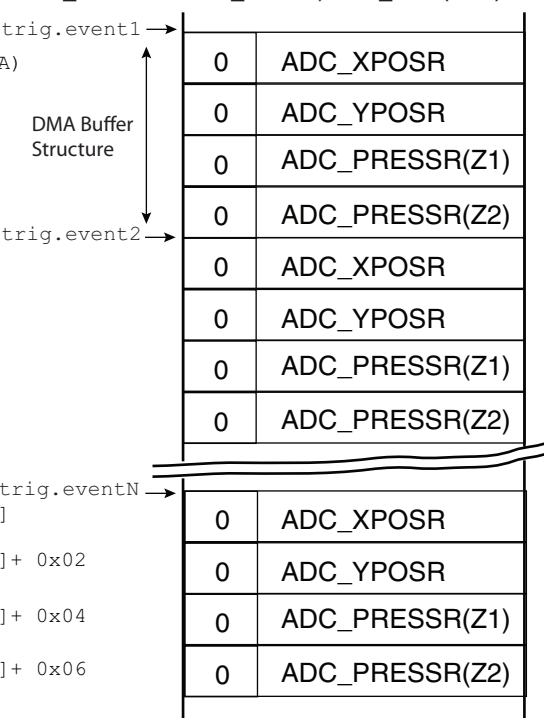 trig.event1
A)
0 ADC_XPOSR
0 ADC_YPOSR
DMA Buffer
Structure
0 ADC_PRESSR(Z1)
0 ADC_PRESSR(Z2)
trig.event2
0 ADC_XPOSR
0 ADC_YPOSR
0 ADC_PRESSR(Z1)
0 ADC_PRESSR(Z2)
trig.eventN
]
0 ADC_XPOSR
]+ 0x02
0 ADC_YPOSR
]+ 0x04
0 ADC_PRESSR(Z1)
]+ 0x06
0 ADC_PRESSR(Z2)